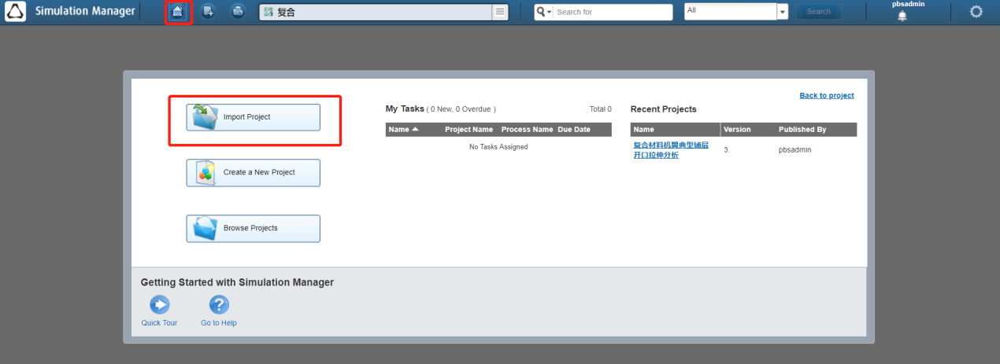 Simulation Manager
复合
Search for
All
Search
pbsadmin
Back to project
Import Project
Create a New Project
Browse Projects
My Tasks ( 0 New, 0 Overdue ) Total 0
Name Project Name Process Name Due Date
No Tasks Assigned
Recent Projects
Name Version Published By
复合材料机翼典型铺层
开口拉伸分析
3
pbsadmin
Getting Started with Simulation Manager
Quick Tour
Go to Help